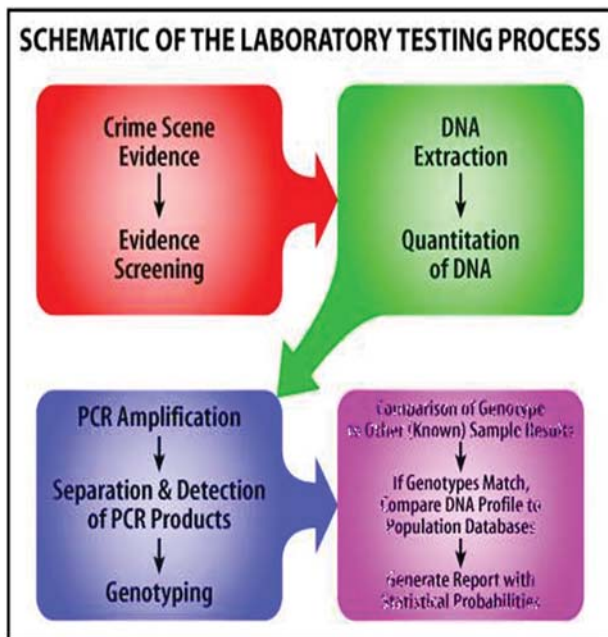 SCHEMATIC OF THE LABORATORY TESTING PROCESS
Crime Scene
Evidence
Evidence
Screening
DNA
Extraction
Quantitation
of DNA
PCR Amplification
Separation & Detection
of PCR Products
Genotyping
Comparison of Genotype
to Other (Known) Sample Results
If Genotypes Match,
Compare DNA Profile to
Population Databases
Generate Report with
Statistical Probabilities